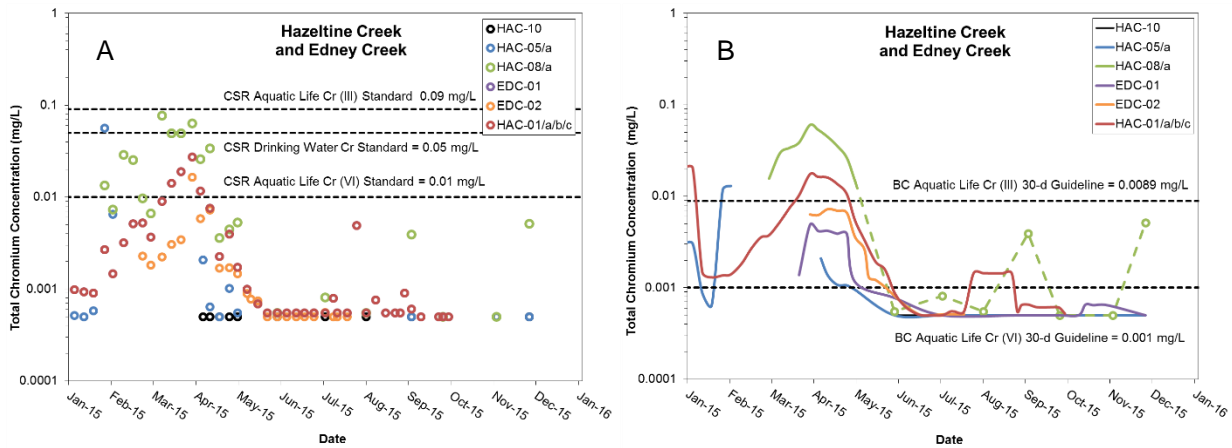 A
Hazeltine Creek
and Edney Creek
HAC-10
HAC-05/a
HAC-08/a
EDC-01
EDC-02
HAC-01/a/b/c
CSR Aquatic Life Cr (III) Standard 0.09 mg/L
CSR Drinking Water Cr Standard = 0.05 mg/L
CSR Aquatic Life Cr (VI) Standard = 0.01 mg/L
Total Chromium Concentration (mg/L)
1
0.1
0.01
0.001
0.0001
Jan-15
Feb-15
Mar-15
Apr-15
May-15
Jun-15
Jul-15
Aug-15
Sep-15
Oct-15
Nov-15
Dec-15
Jan-16
Date
B
Hazeltine Creek
and Edney Creek
HAC-10
HAC-05/a
HAC-08/a
EDC-01
EDC-02
HAC-01/a/b/c
BC Aquatic Life Cr (III) 30-d Guideline = 0.0089 mg/L
BC Aquatic Life Cr (VI) 30-d Guideline = 0.001 mg/L
Total Chromium Concentration (mg/L)
1
0.1
0.01
0.001
0.0001
Jan-15
Feb-15
Mar-15
Apr-15
May-15
Jun-15
Jul-15
Aug-15
Sep-15
Oct-15
Nov-15
Dec-15
Jan-16
Date